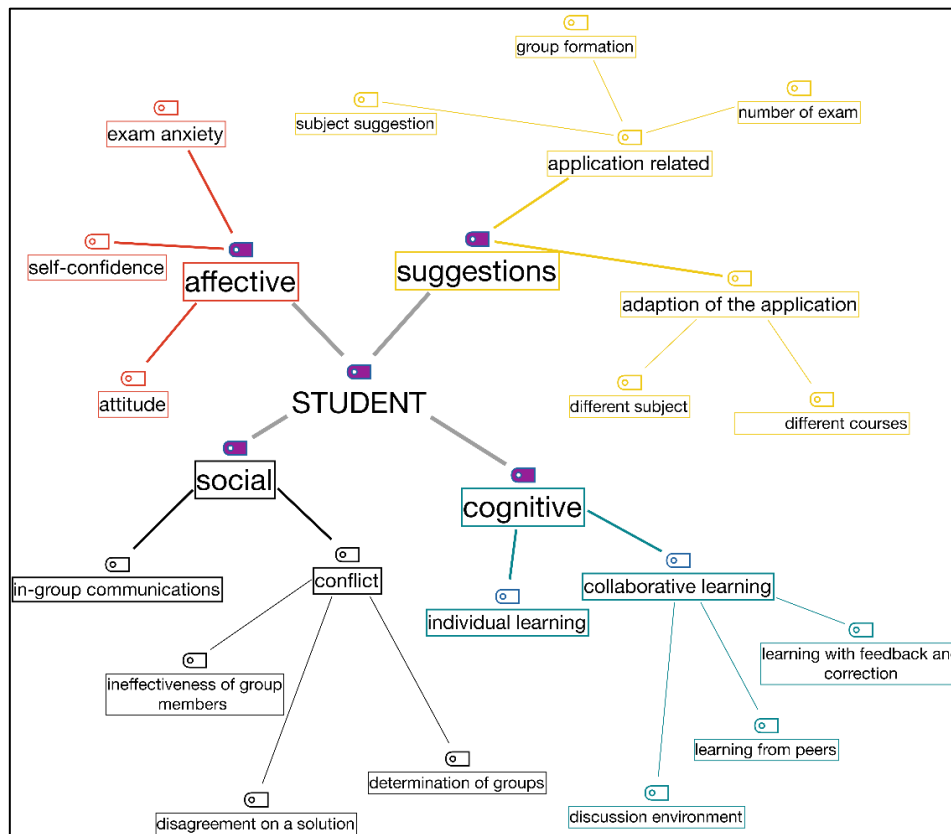 group formation
subject suggestion
number of exam
exam anxiety
application related
self-confidence
affective
suggestions
adaption of the application
attitude
different subject
different courses
STUDENT
social
cognitive
in-group communications
conflict
collaborative learning
individual learning
learning with feedback and
correction
ineffectiveness of group
members
learning from peers
determination of groups
discussion environment
disagreement on a solution